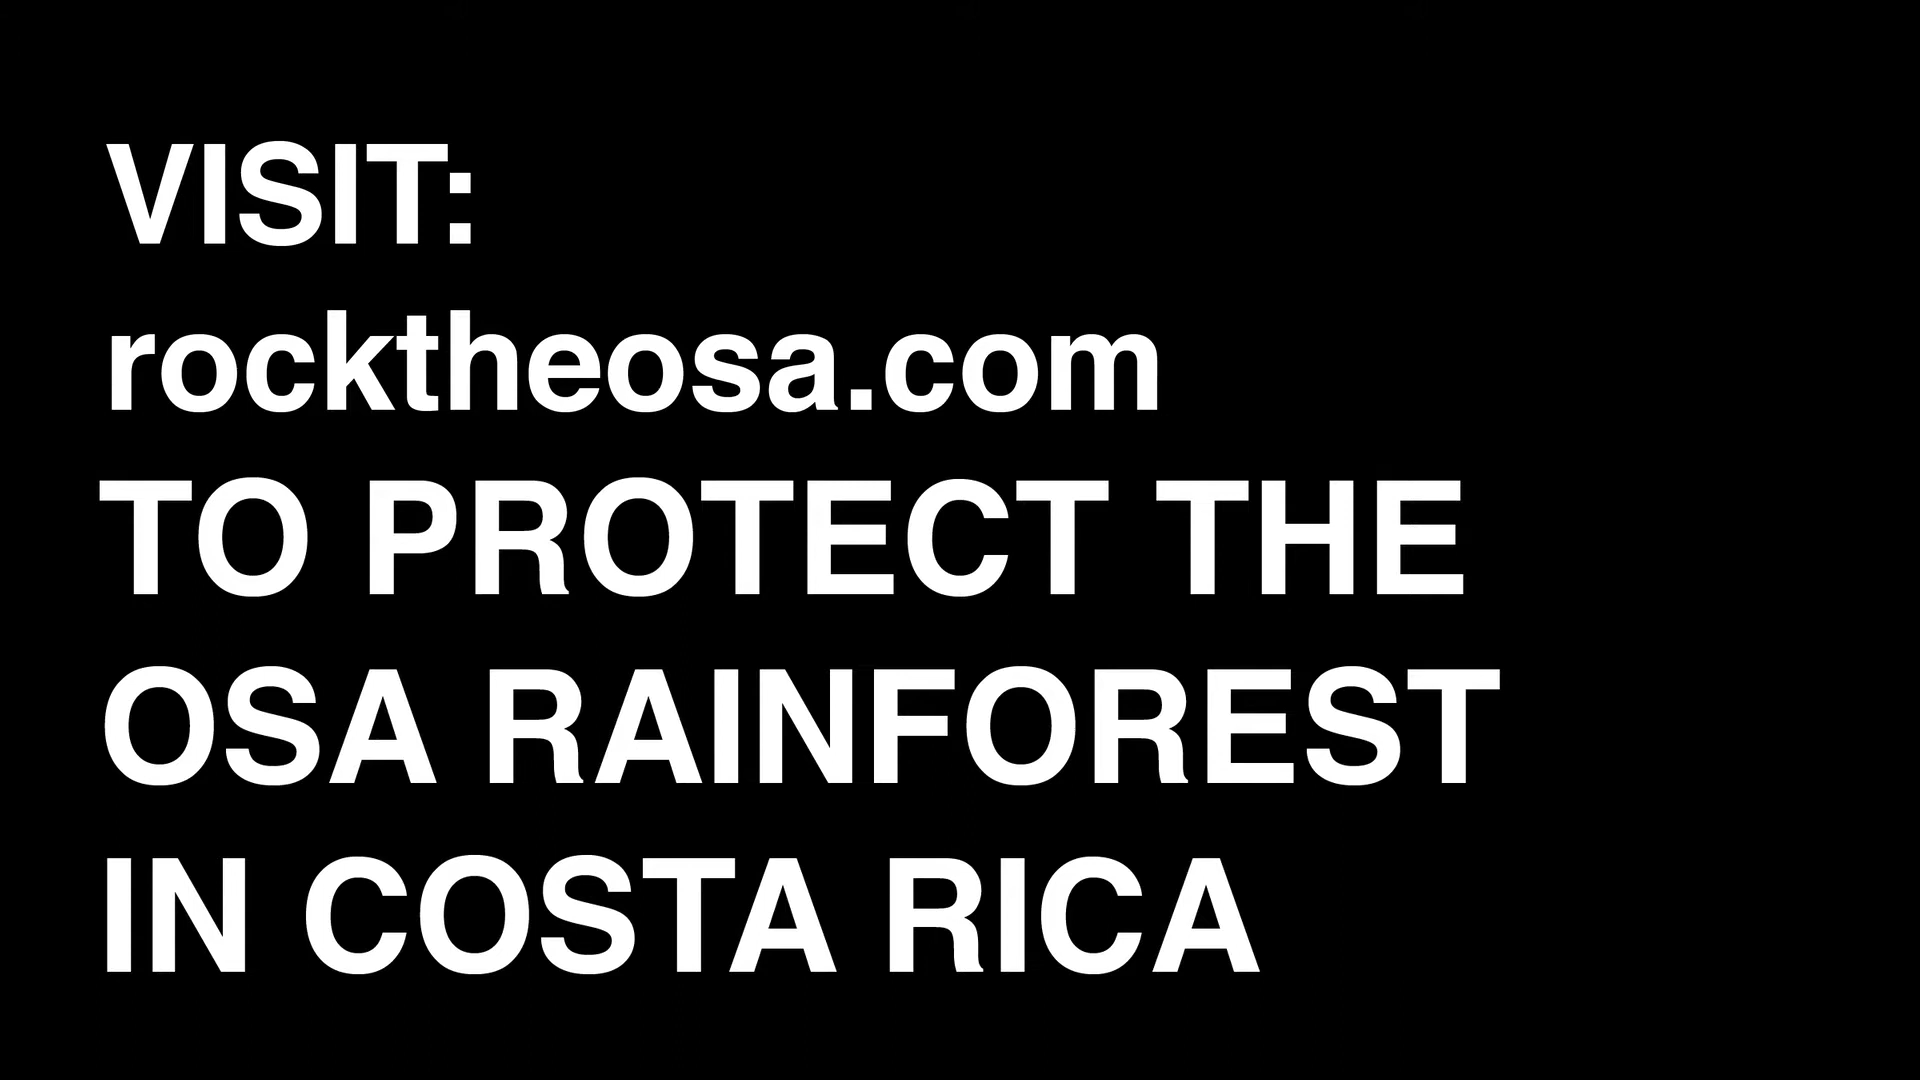 VISIT:
rocktheosa.com
TO PROTECT THE
OSA RAINFOREST
IN COSTA RICA